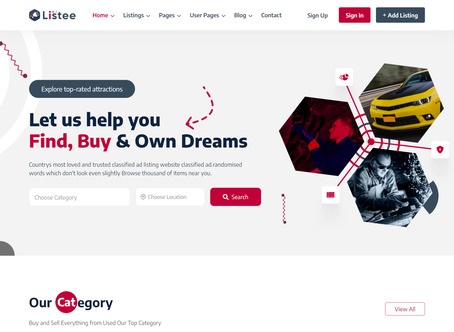 Listee
Home Listings Pages User Pages Blog Contact Sign Up Sign In + Add Listing
Explore top-rated attractions
Let us help you
Find, Buy & Own Dreams
Countrys most loved and trusted classified ad listing website classified ad.randomised
words which don't look even slightly Browse thousand of items near you.
Choose Category Choose Location Search
Our Category
View All
Buy and Sell Everything from Used Our Top Category